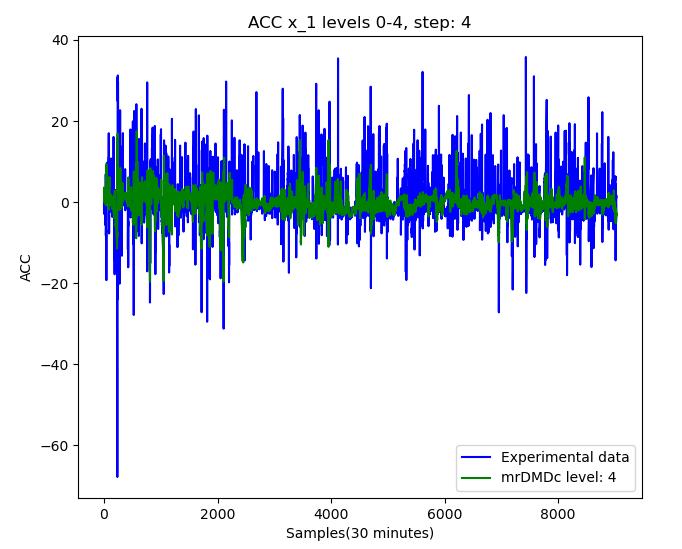 ACC x_1 levels 0-4, step: 4
40
20
0
−20
−40
−60
ACC
0
2000
4000
6000
8000
Samples(30 minutes)
Experimental data
mrDMDc level: 4